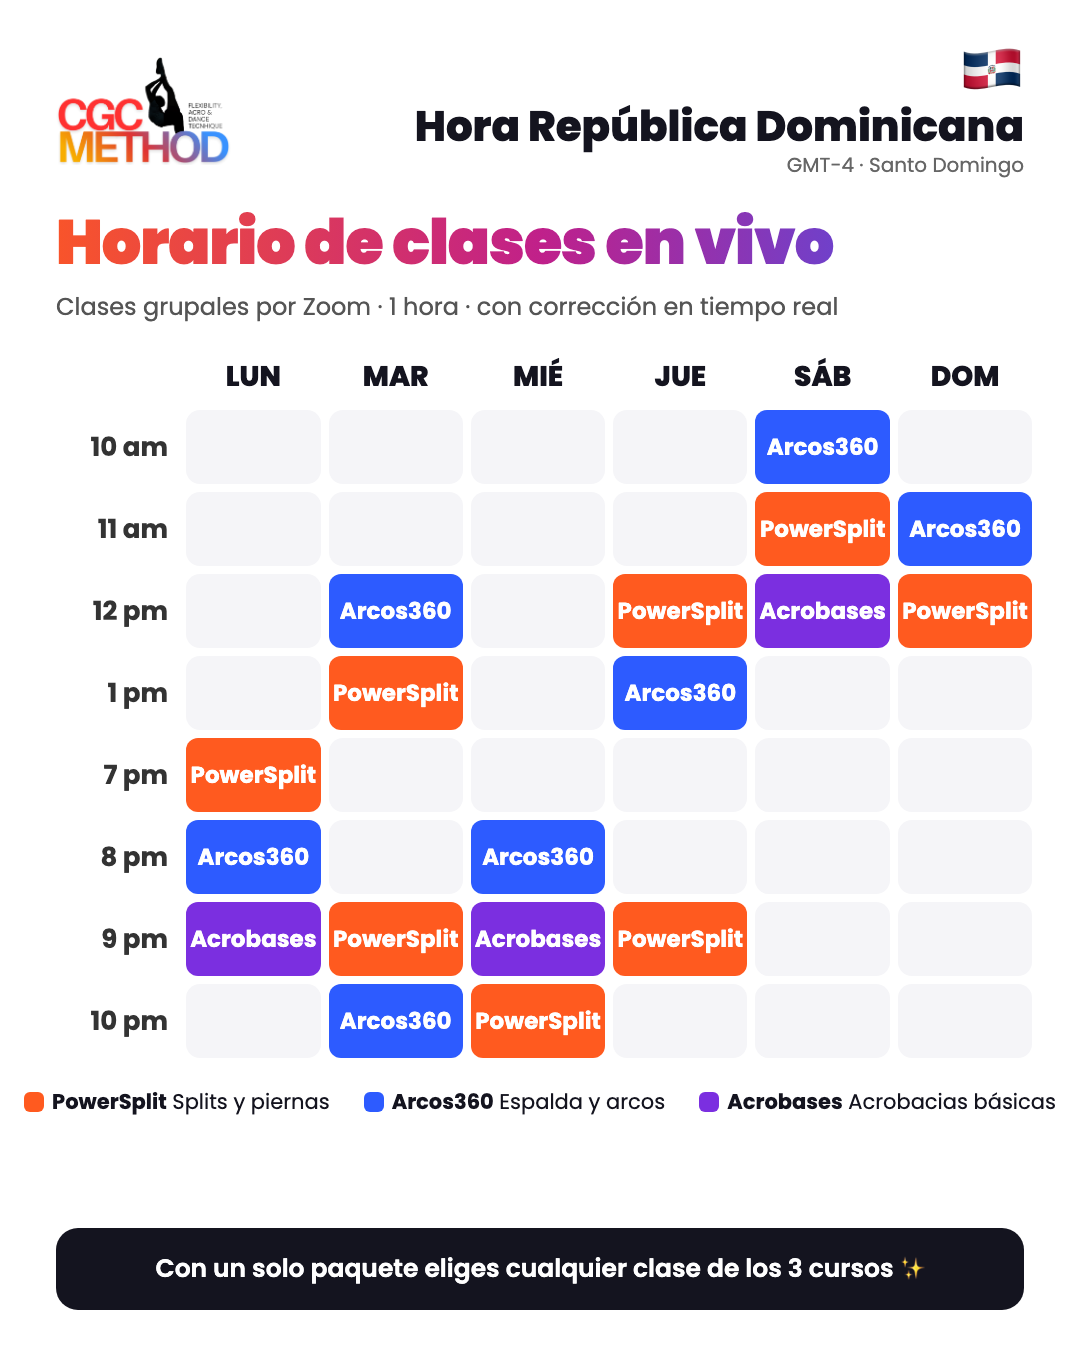 CGC
METHOD
FLEXIBILITY,
ACRO &
DANCE
TECNHIQUE
Hora República Dominicana
GMT-4 · Santo Domingo
Horario de clases en vivo
Clases grupales por Zoom · 1 hora · con corrección en tiempo real
LUN MAR MIÉ JUE SÁB DOM
10 am Arcos360
11 am PowerSplit Arcos360
12 pm Arcos360 PowerSplit Acrobases PowerSplit
1 pm PowerSplit Arcos360
7 pm PowerSplit
8 pm Arcos360 Arcos360
9 pm Acrobases PowerSplit Acrobases PowerSplit
10 pm Arcos360 PowerSplit
PowerSplit Splits y piernas Arcos360 Espalda y arcos Acrobases Acrobacias básicas
Con un solo paquete eliges cualquier clase de los 3 cursos ✨